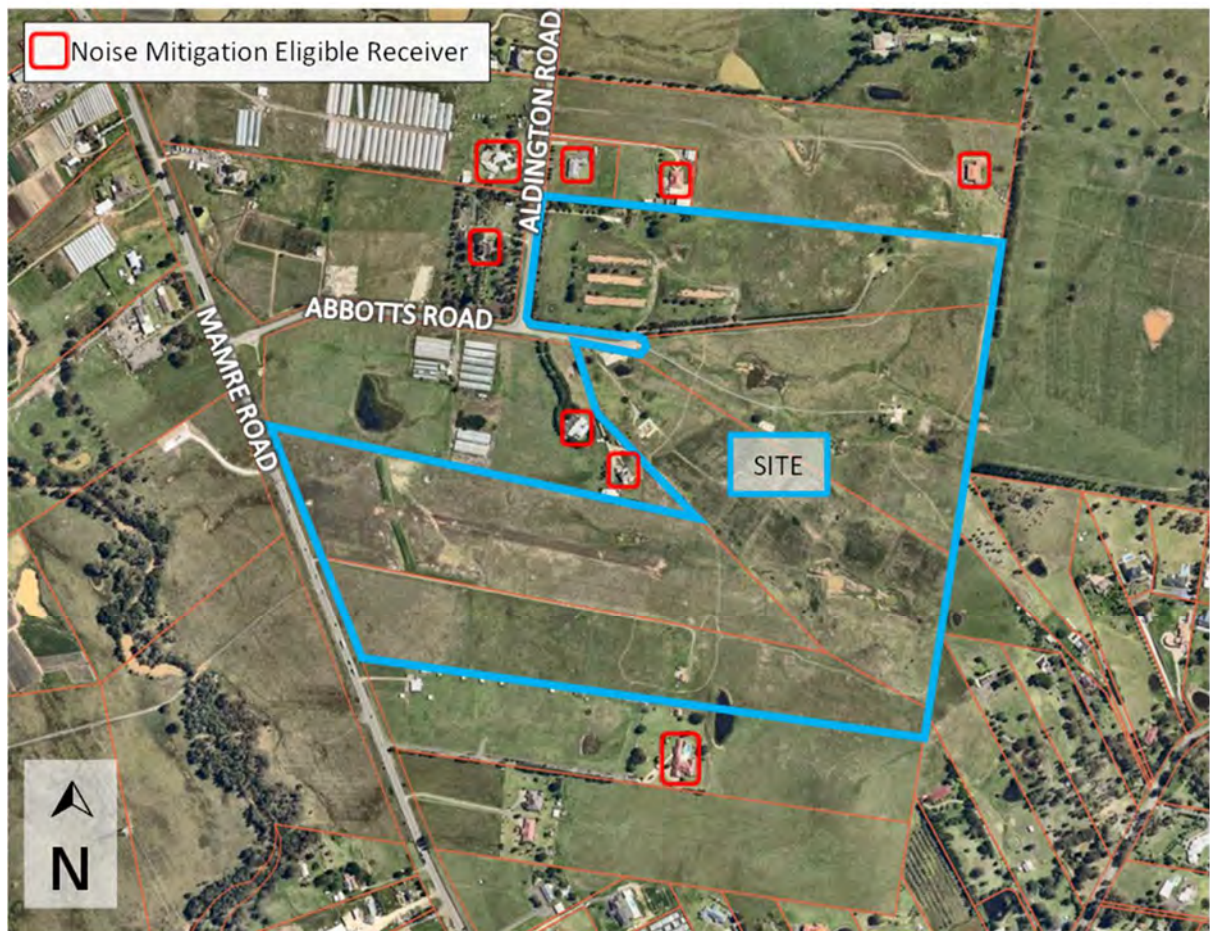 Noise Mitigation Eligible Receiver
ALDINGTON ROAD
ABBOTTS ROAD
MAMRE ROAD
SITE
N